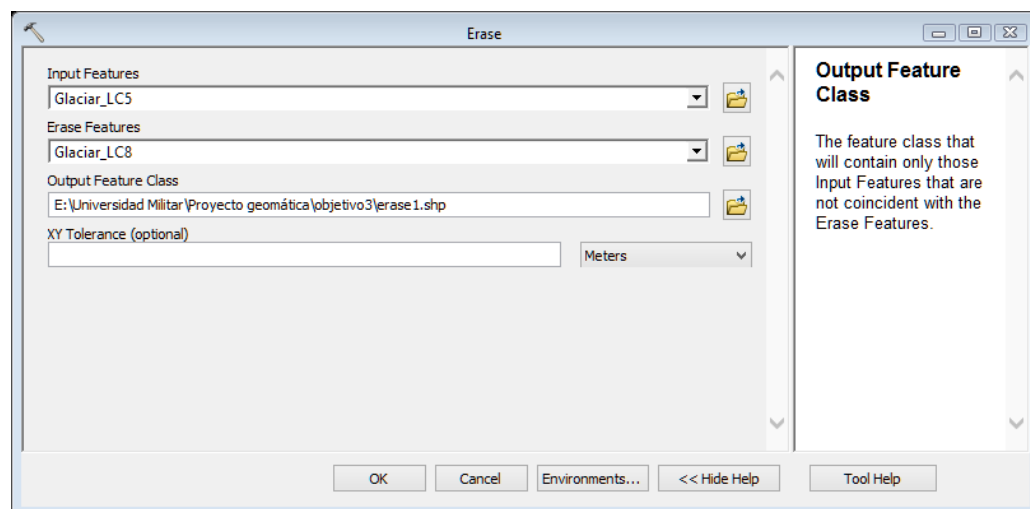 Erase
Input Features
Glaciar_LC5
Erase Features
Glaciar_LC8
Output Feature Class
E:\Universidad Militar\Proyecto geomática\objetivo3\erase1.shp
XY Tolerance (optional)
Meters
Output Feature
Class
The feature class that
will contain only those
Input Features that are
not coincident with the
Erase Features.
OK
Cancel
Environments...
<< Hide Help
Tool Help